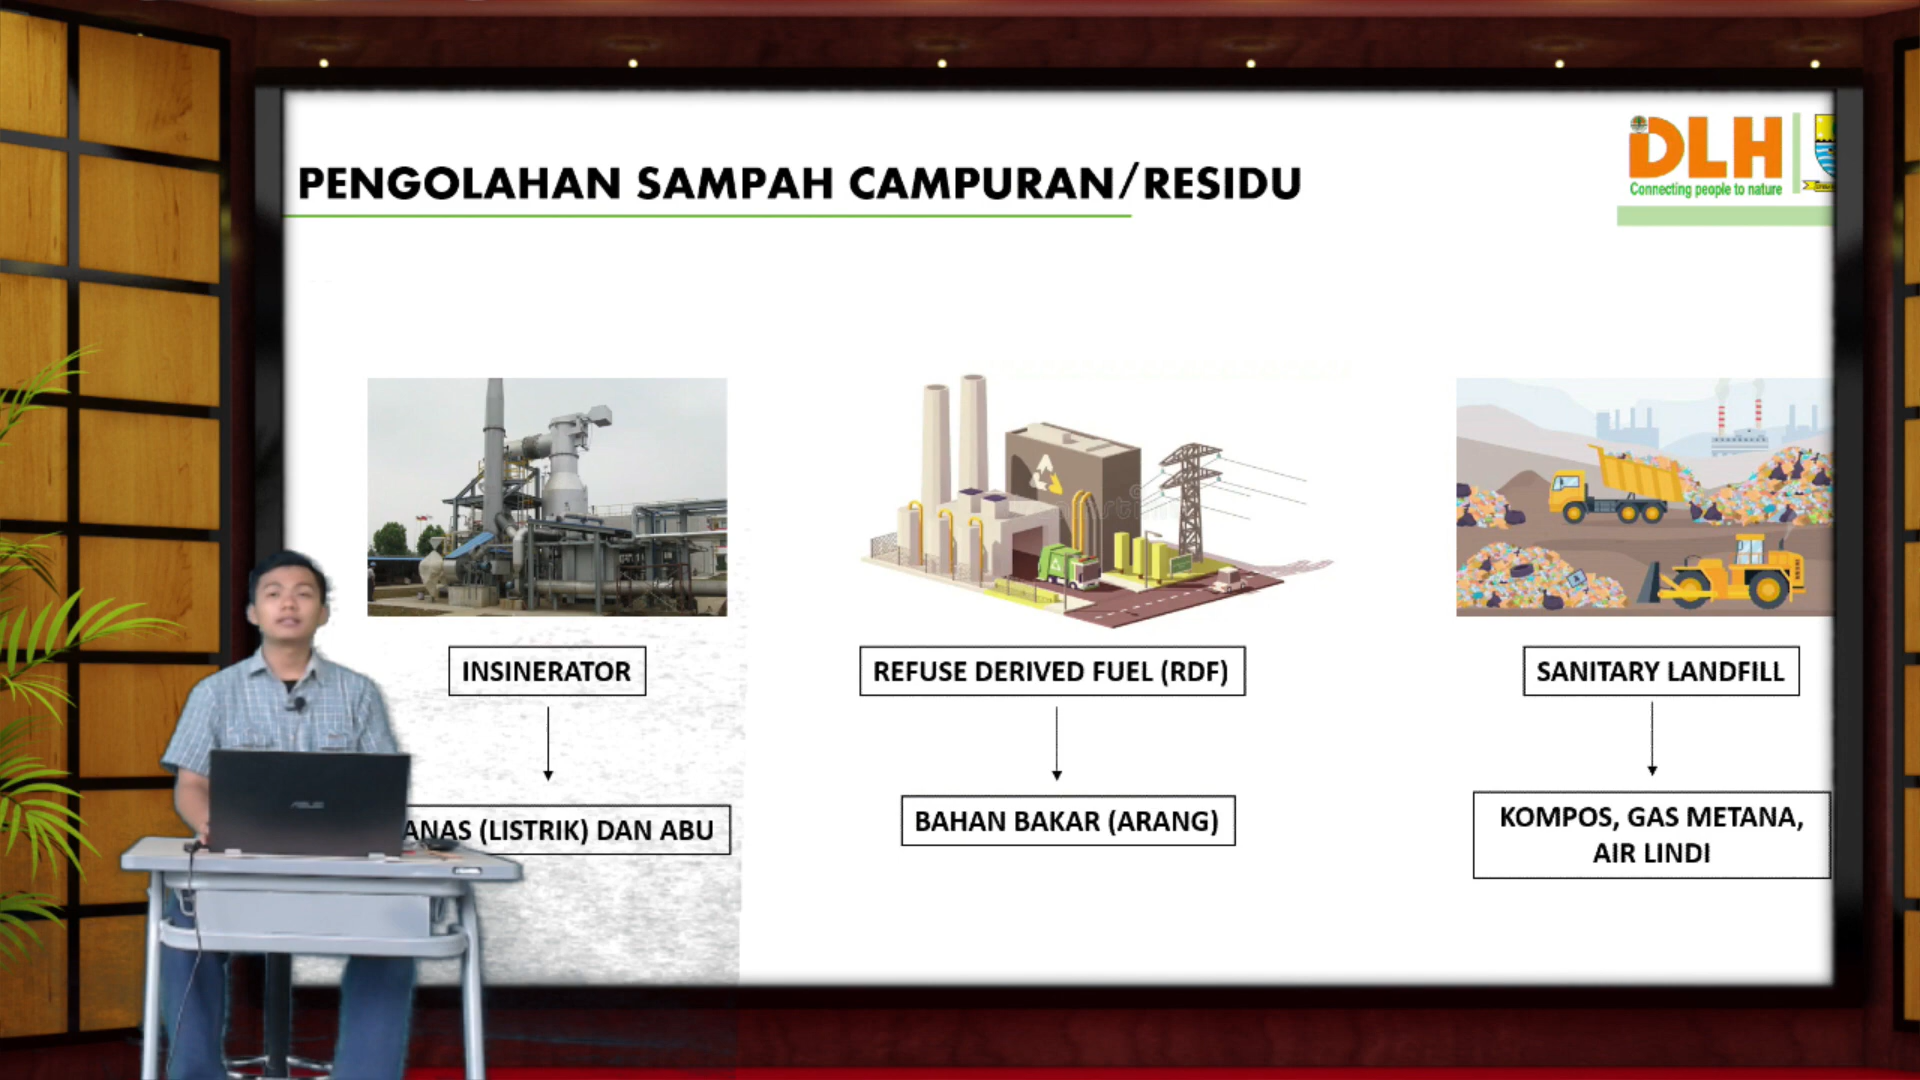 DLH
Connecting people to nature
PENGOLAHAN SAMPAH CAMPURAN/RESIDU
INSINERATOR
REFUSE DERIVED FUEL (RDF)
SANITARY LANDFILL
(LISTRIK) DAN ABU
BAHAN BAKAR (ARANG)
KOMPOS, GAS METANA,
AIR LINDI
ASUS